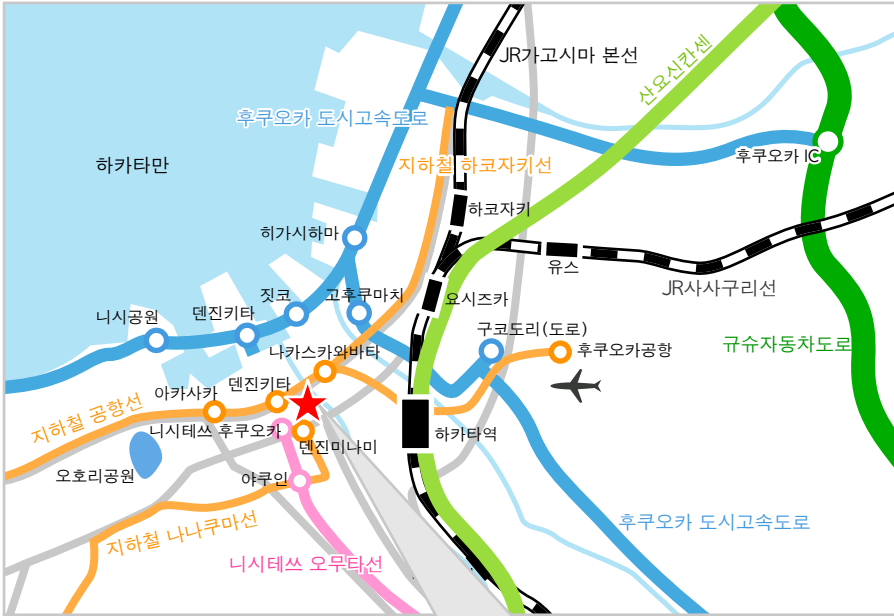 JR가고시마 본선
산요신칸센
후쿠오카 도시고속도로
하카타만
지하철 하코자키선
후쿠오카 IC
하코자키
히가시하마
유스
JR사사구리선
짓코
고후쿠마치
요시즈카
니시공원
덴진키타
구코도리(도로)
후쿠오카공항
규슈자동차도로
나카스카와바타
아카사카
덴진키타
지하철 공항선
니시테쓰 후쿠오카
덴진미나미
하카타역
오호리공원
야쿠인
지하철 나나쿠마선
후쿠오카 도시고속도로
니시테쓰 오무타선